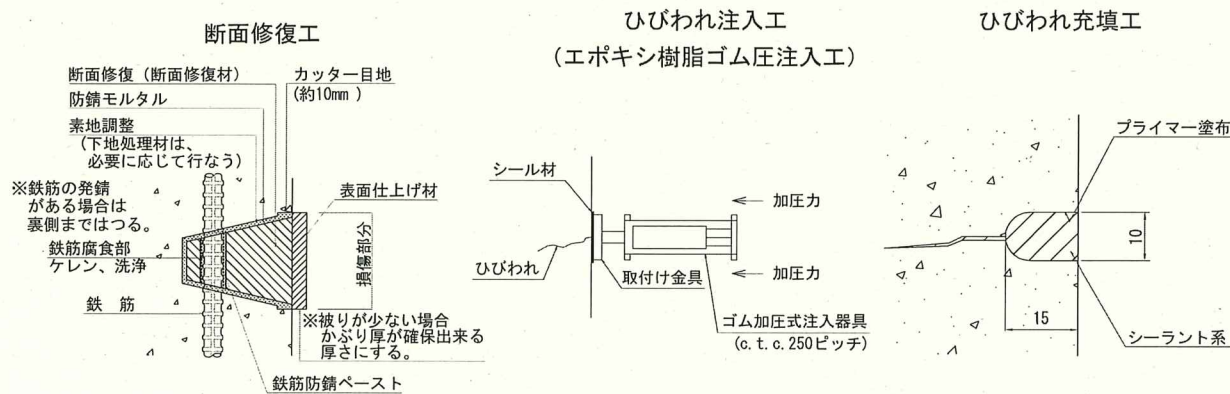 断面修復工
断面修復（断面修復材）
防錆モルタル
素地調整
（下地処理材は、
必要に応じて行なう）
※鉄筋の発錆
がある場合は
裏側まではつる。
鉄筋腐食部
ケレン、洗浄
鉄 筋
カッター目地
(約10mm )
表面仕上げ材
損傷部分
※被りが少ない場合
かぶり厚が確保出来る
厚さにする。
鉄筋防錆ペースト
ひびわれ注入工
（エポキシ樹脂ゴム圧注入工）
シール材
ひびわれ
加圧力
加圧力
取付け金具
ゴム加圧式注入器具
(c.t.c.250ピッチ)
ひびわれ充填工
プライマー塗布
10
15
シーラント系